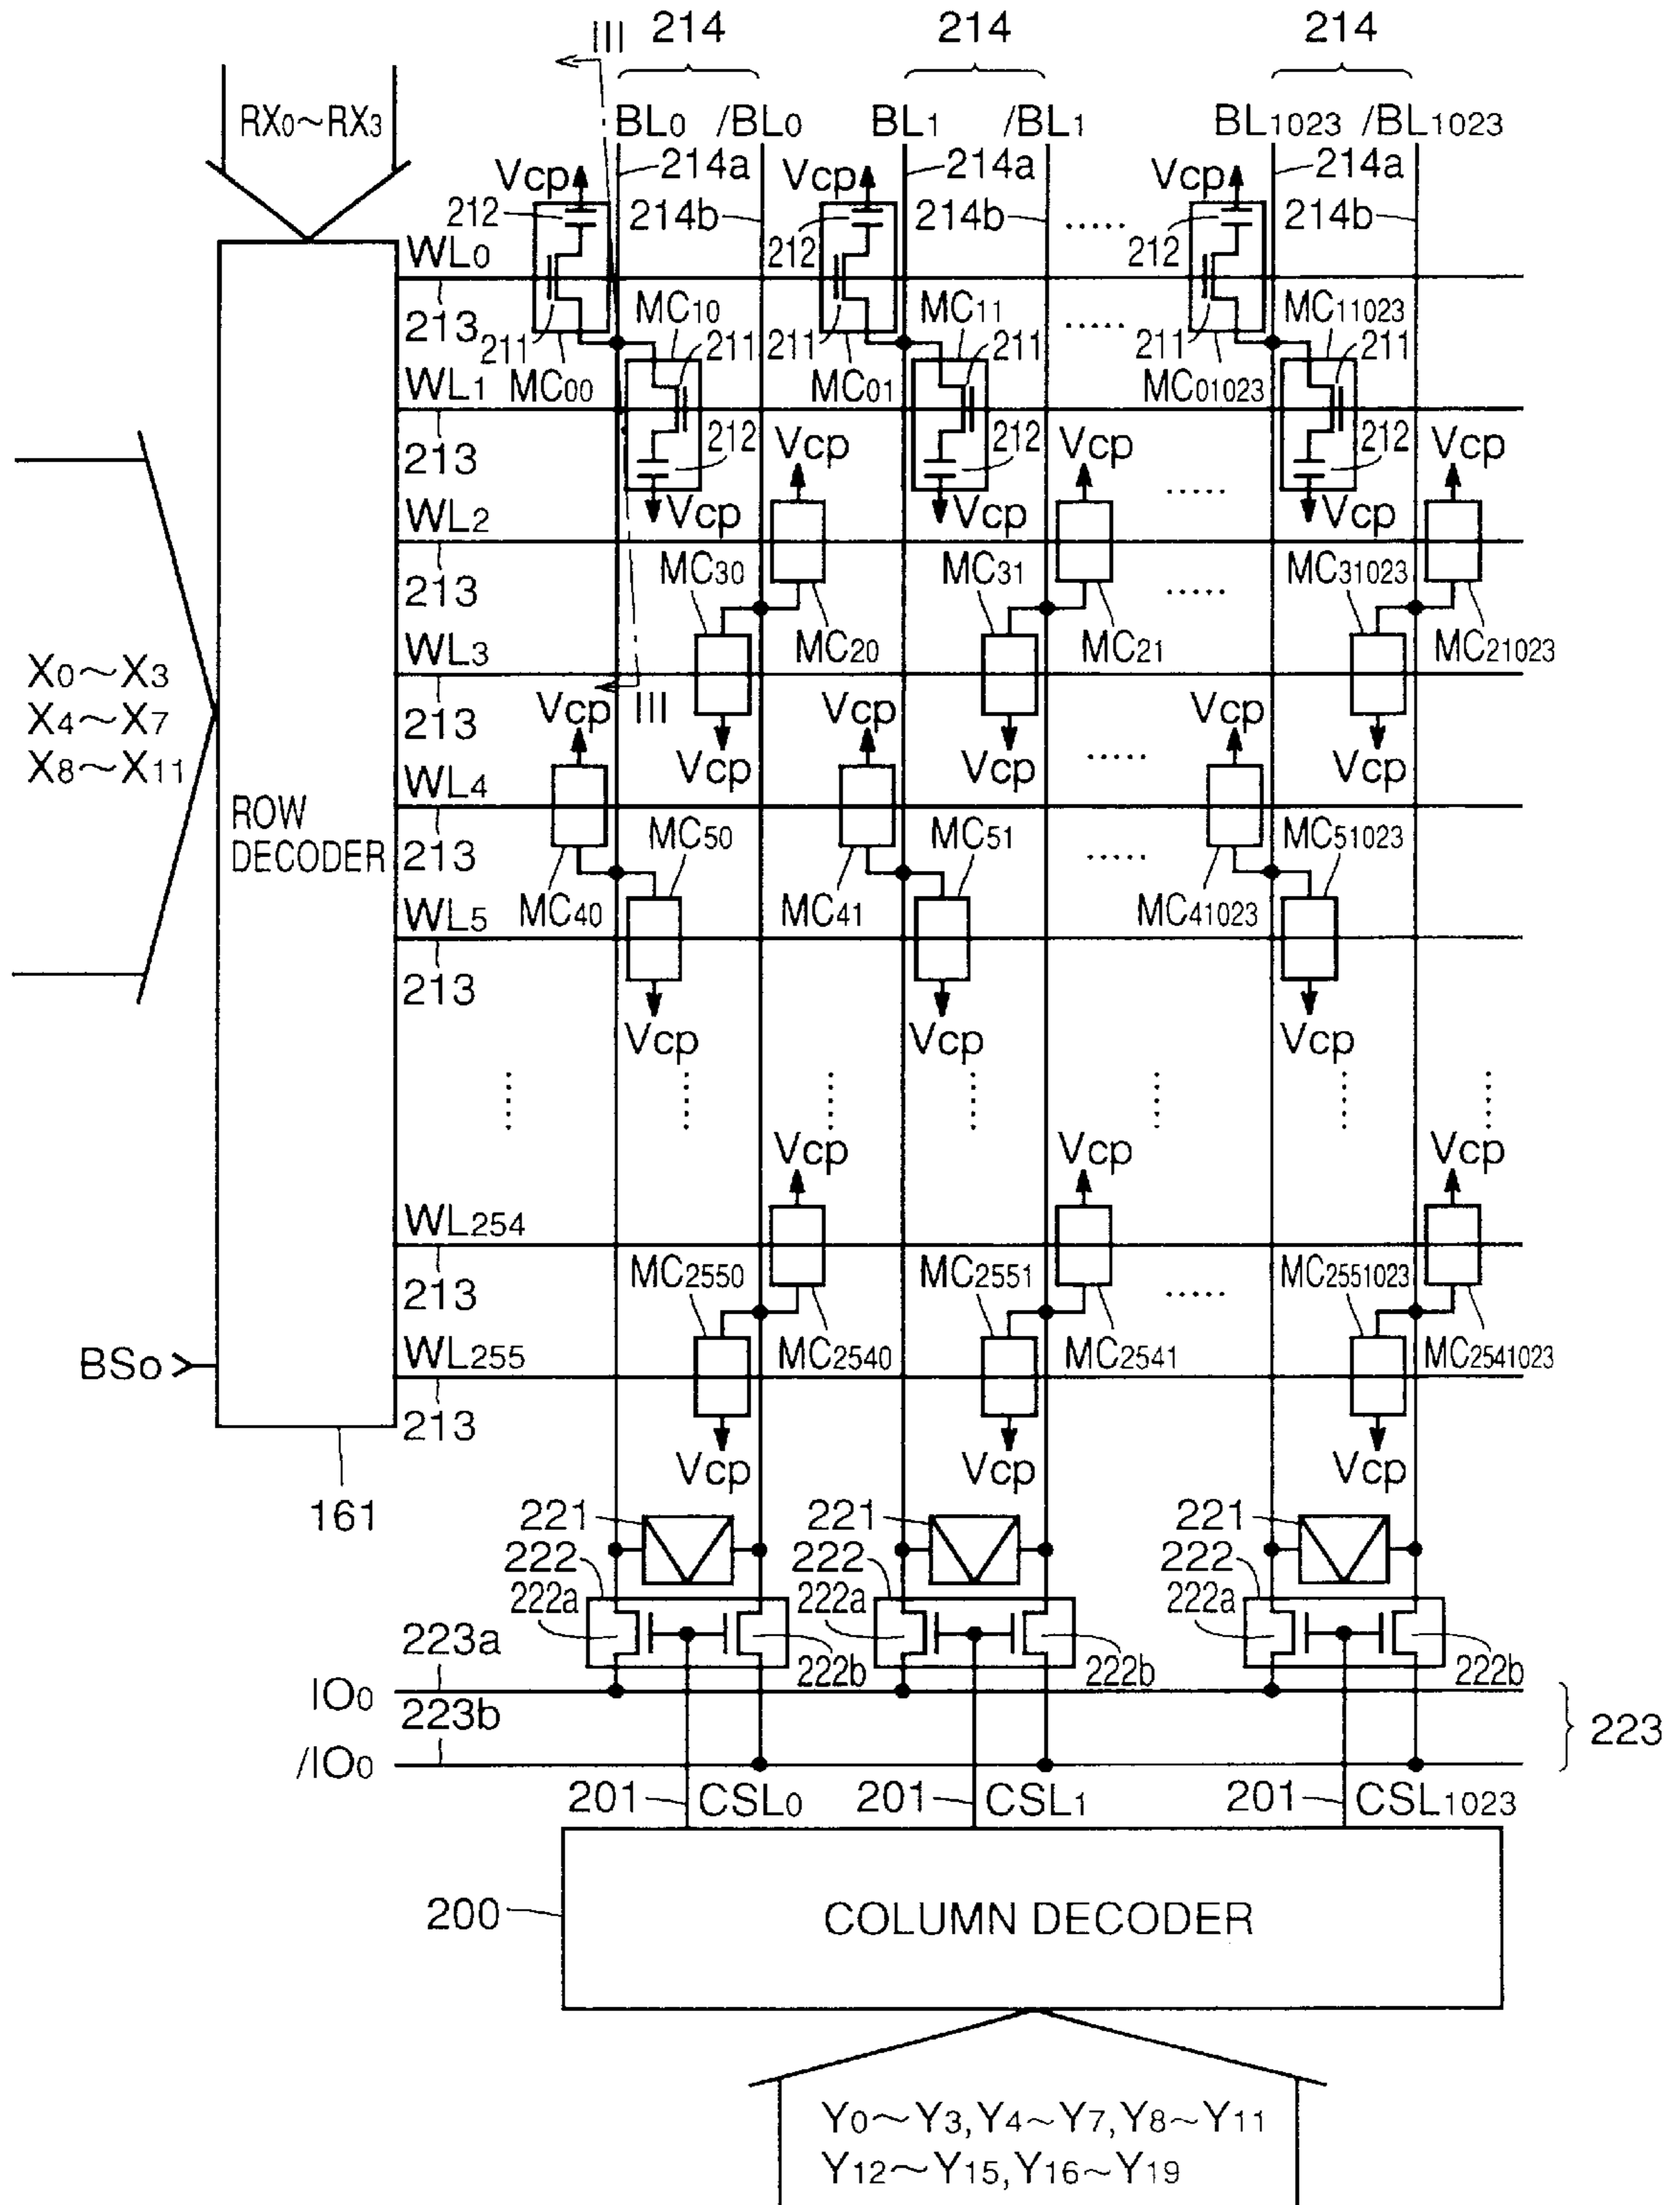 III 214 214 214
RX0~RX3
BL0 /BL0 BL1 /BL1 BL1023 /BL1023
214a 214a 214a
Vcp Vcp Vcp
212 214b 214b ..... 212 214b
WL0 212
213 211 MC10 211 MC11 ..... 211 MC11023
MC00 211 MC01 211 MC01023 211
WL1
213 212 Vcp 212 Vcp 212 Vcp
Vcp Vcp ..... Vcp
WL2
213 MC30 MC31 ..... MC31023
MC20 MC21 MC21023
WL3
X0~X3
X4~X7
X8~X11
213 Vcp III Vcp Vcp
Vcp Vcp ..... Vcp
WL4
ROW
DECODER
213 MC50 MC51 ..... MC51023
MC40 MC41 MC41023
WL5
213
Vcp Vcp Vcp
Vcp Vcp Vcp
WL254
213 MC2550 MC2551 ..... MC2551023
BS0 WL255 MC2540 MC2541 MC2541023
213
Vcp Vcp Vcp
161
221 221 221
222 222 222
222a 222a 222a
223a 222b 222b 222b
IO0
223b 223
/IO0
201 CSL0 201 CSL1 201 CSL1023
200 COLUMN DECODER
Y0~Y3,Y4~Y7,Y8~Y11
Y12~Y15,Y16~Y19